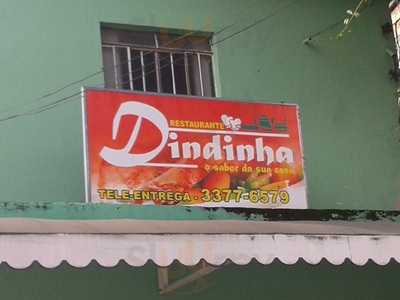 RESTAURANTE
Dindinha
o sabor da sua casa
TELE-ENTREGA - 3377-6579